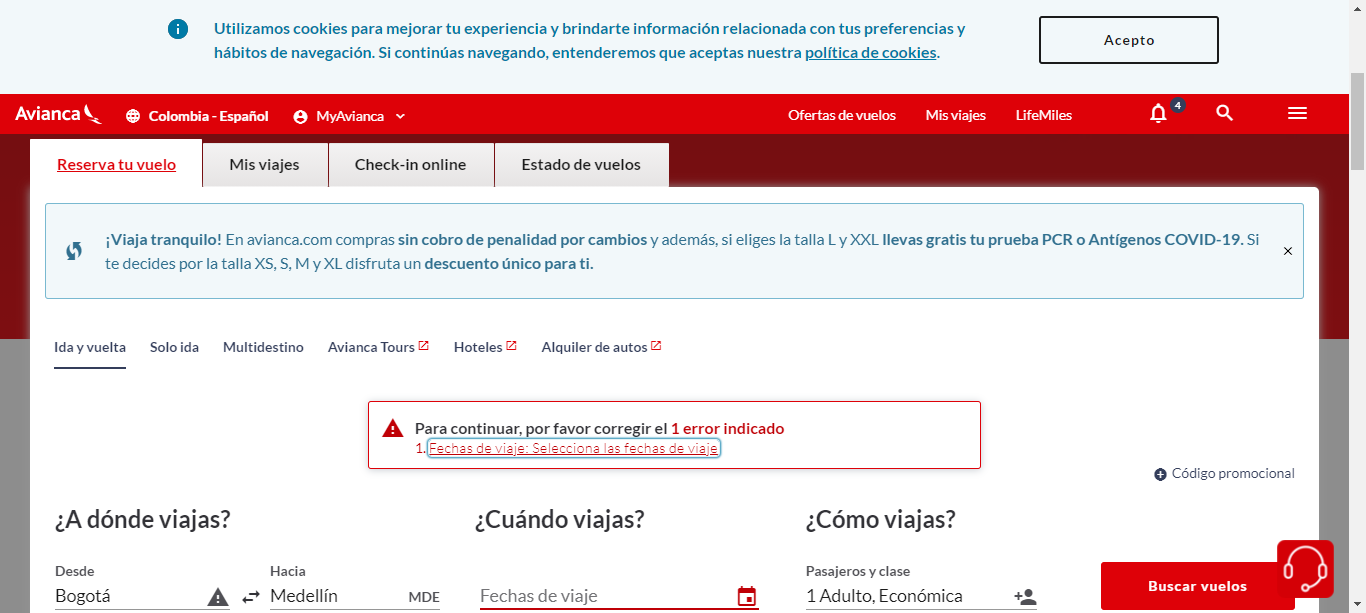 Utilizamos cookies para mejorar tu experiencia y brindarte información relacionada con tus preferencias y
hábitos de navegación. Si continúas navegando, entenderemos que aceptas nuestra política de cookies.
Acepto
Avianca
Colombia - Español
MyAvianca
Ofertas de vuelos
Mis viajes
LifeMiles
4
Reserva tu vuelo
Mis viajes
Check-in online
Estado de vuelos
¡Viaja tranquilo! En avianca.com compras sin cobro de penalidad por cambios y además, si eliges la talla L y XXL llevas gratis tu prueba PCR o Antígenos COVID-19. Si
te decides por la talla XS, S, M y XL disfruta un descuento único para ti.
Ida y vuelta
Solo ida
Multidestino
Avianca Tours
Hoteles
Alquiler de autos
Para continuar, por favor corregir el 1 error indicado
1. Fechas de viaje: Selecciona las fechas de viaje
Código promocional
¿A dónde viajas?
¿Cuándo viajas?
¿Cómo viajas?
Desde
Hacia
Pasajeros y clase
Bogotá
Medellín
MDE
Fechas de viaje
1 Adulto, Económica
Buscar vuelos